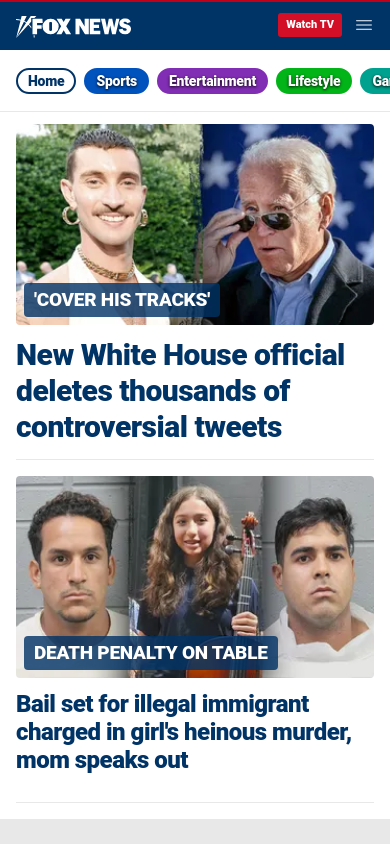 FOX NEWS
Watch TV
Home
Sports
Entertainment
Lifestyle
Ga
'COVER HIS TRACKS'
New White House official
deletes thousands of
controversial tweets
DEATH PENALTY ON TABLE
Bail set for illegal immigrant
charged in girl's heinous murder,
mom speaks out